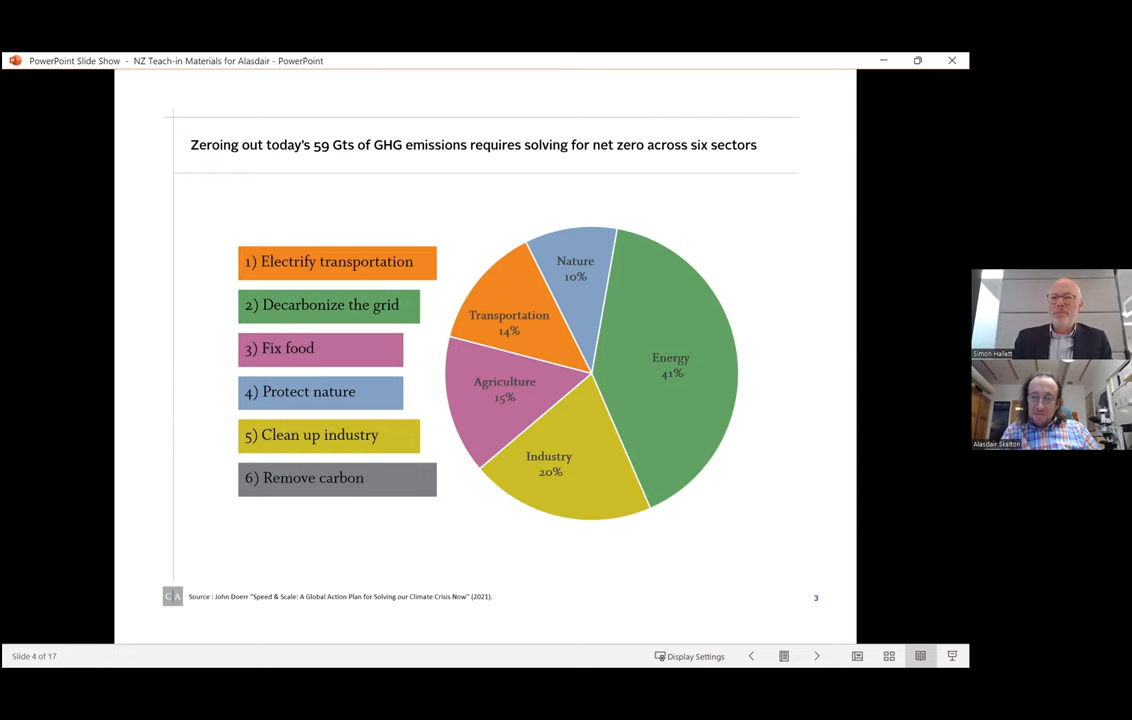 PowerPoint Slide Show - NZ Teach-in Materials for Alasdair - PowerPoint
Zeroing out today's 59 Gts of GHG emissions requires solving for net zero across six sectors
1) Electrify transportation
2) Decarbonize the grid
3) Fix food
4) Protect nature
5) Clean up industry
6) Remove carbon
Nature
10%
Transportation
14%
Energy
41%
Agriculture
15%
Industry
20%
C A
Source : John Doerr "Speed & Scale: A Global Action Plan for Solving our Climate Crisis Now" (2021).
3
Slide 4 of 17
Display Settings
Simon Hallett
Alasdair Skelton